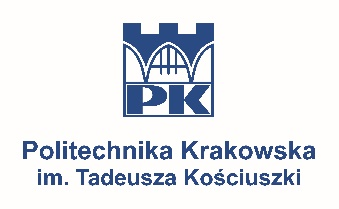 PK
Politechnika Krakowska
im. Tadeusza Kościuszki